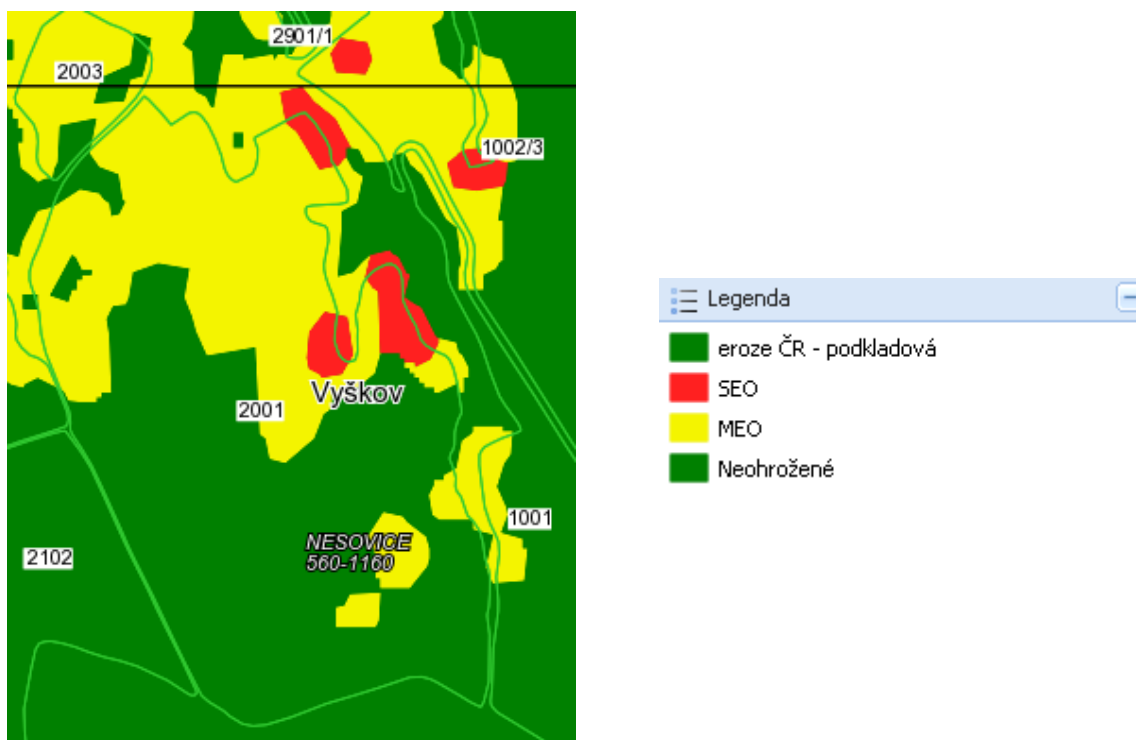 2901/1
2003
1002/3
Vyškov
2001
1001
NESOVICE
560-1160
2102
Legenda
eroze ČR - podkladová
SEO
MEO
Neohrožené